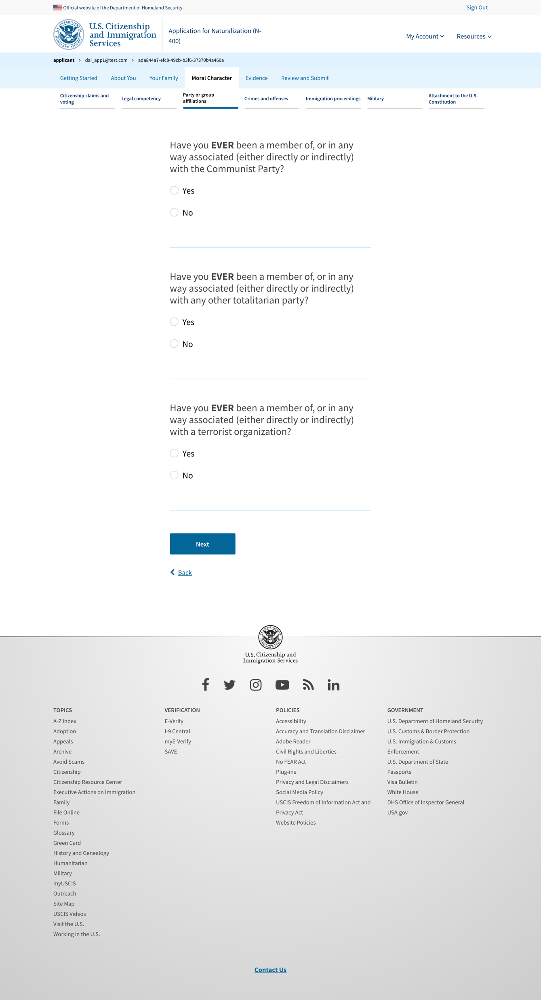 Official website of the Department of Homeland Security
Sign Out
U.S. Citizenship
and Immigration
Services
Application for Naturalization (N-
400)
My Account
Resources
applicant > dai_app1@test.com > ada844a7-efc8-49cb-b3f6-37370b4a460a
Getting Started
About You
Your Family
Moral Character
Evidence
Review and Submit
Citizenship claims and
voting
Legal competency
Party or group
affiliations
Crimes and offenses
Immigration proceedings
Military
Attachment to the U.S.
Constitution
Have you EVER been a member of, or in any
way associated (either directly or indirectly)
with the Communist Party?
Yes
No
Have you EVER been a member of, or in any
way associated (either directly or indirectly)
with any other totalitarian party?
Yes
No
Have you EVER been a member of, or in any
way associated (either directly or indirectly)
with a terrorist organization?
Yes
No
Next
Back
U.S. Citizenship and
Immigration Services
TOPICS
A-Z Index
Adoption
Appeals
Archive
Avoid Scams
Citizenship
Citizenship Resource Center
Executive Actions on Immigration
Family
File Online
Forms
Glossary
Green Card
History and Genealogy
Humanitarian
Military
myUSCIS
Outreach
Site Map
USCIS Videos
Visit the U.S.
Working in the U.S.
VERIFICATION
E-Verify
I-9 Central
myE-Verify
SAVE
POLICIES
Accessibility
Accuracy and Translation Disclaimer
Adobe Reader
Civil Rights and Liberties
No FEAR Act
Plug-ins
Privacy and Legal Disclaimers
Social Media Policy
USCIS Freedom of Information Act and
Privacy Act
Website Policies
GOVERNMENT
U.S. Department of Homeland Security
U.S. Customs & Border Protection
U.S. Immigration & Customs
Enforcement
U.S. Department of State
Passports
Visa Bulletin
White House
DHS Office of Inspector General
USA.gov
Contact Us